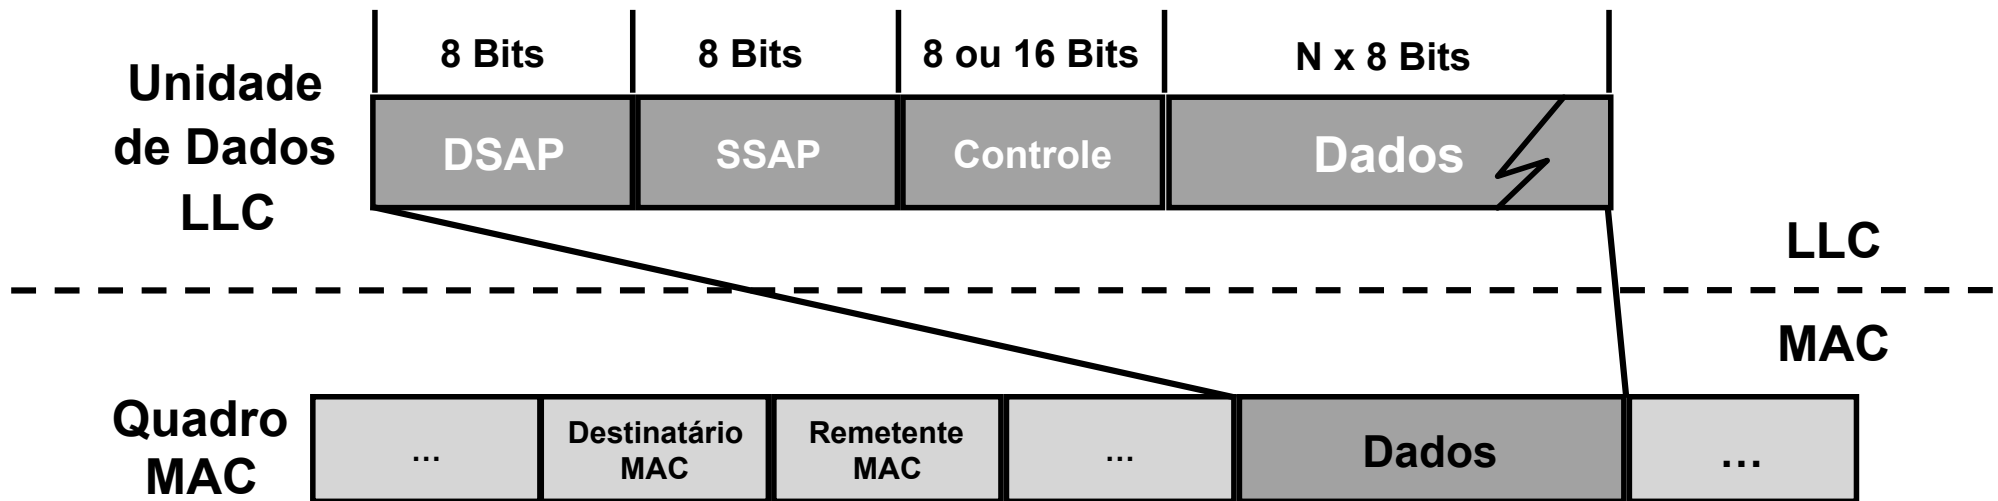 8 Bits
8 Bits
8 ou 16 Bits
N x 8 Bits
Unidade
de Dados
LLC
DSAP
SSAP
Controle
Dados
LLC
MAC
Quadro
MAC
...
Destinatário
MAC
Remetente
MAC
...
Dados
...